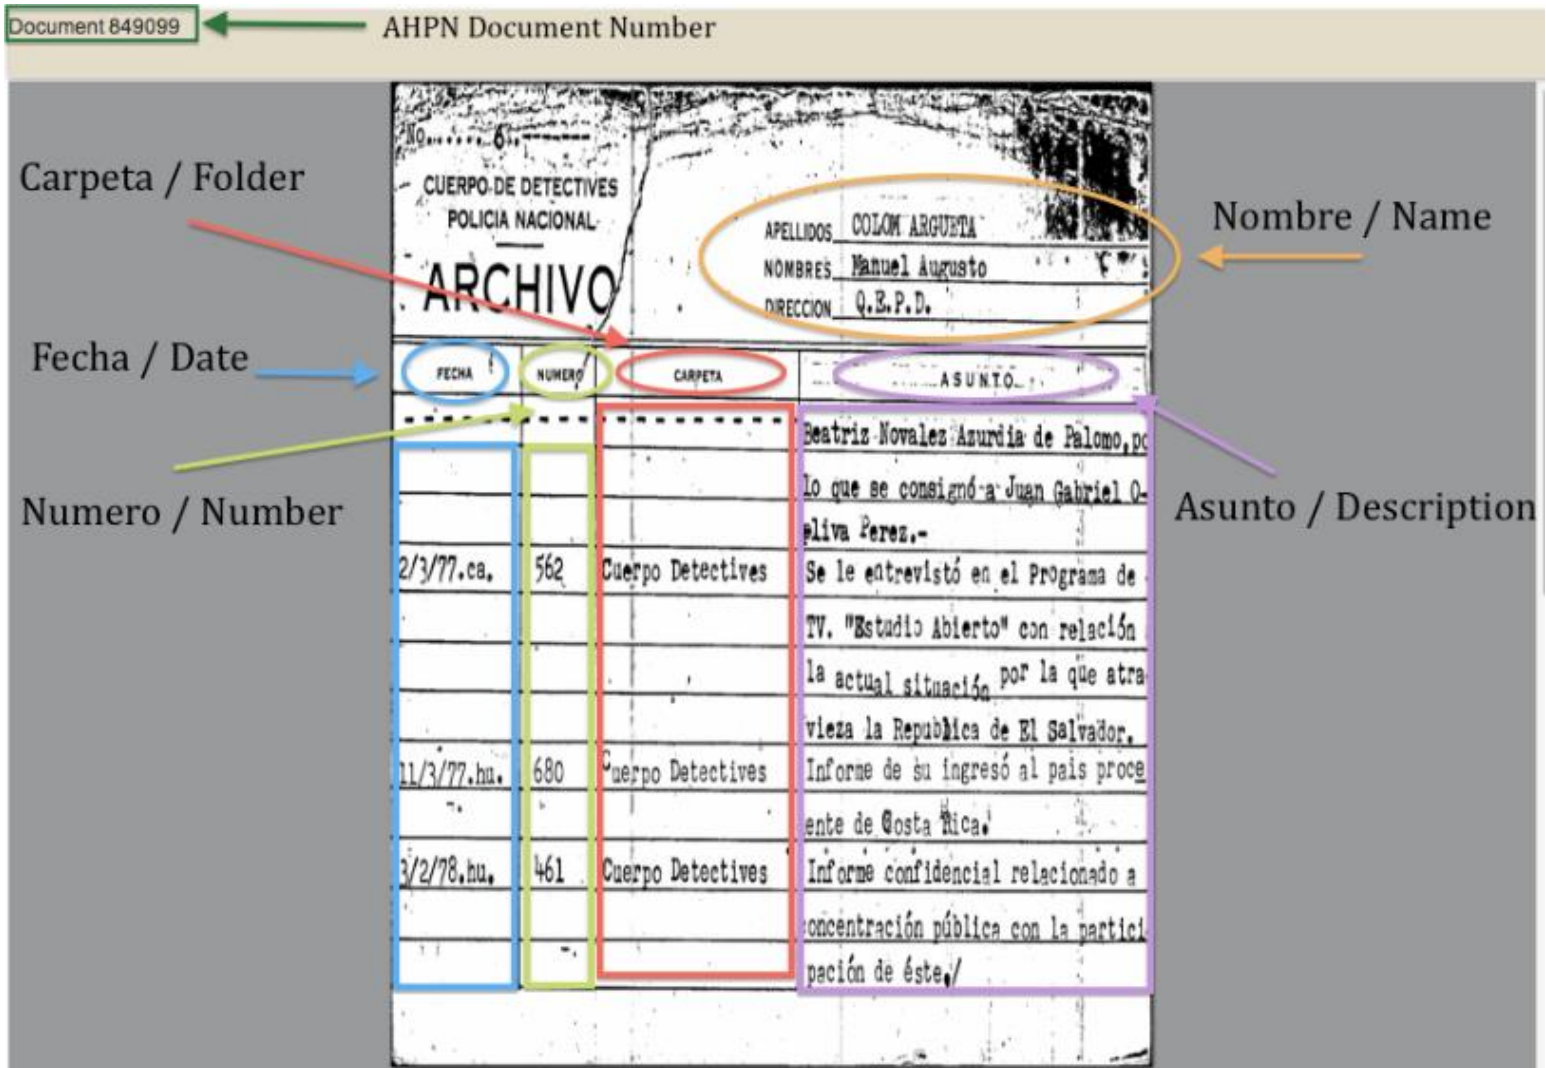 Document 849099
AHPN Document Number
No. 6.
CUERPO DE DETECTIVES
POLICIA NACIONAL
ARCHIVO
APELLIDOS COLOM ARGUETA
NOMBRES Manuel Augusto
DIRECCION Q.E.P.D.
Carpeta / Folder
Nombre / Name
Fecha / Date
Numero / Number
Asunto / Description
FECHA NUMERO CARPETA ASUNTO
Beatriz Novalez Azurdia de Palomo, po
lo que se consignó a Juan Gabriel O-
eliva Perez.-
2/3/77.ca. 562 Cuerpo Detectives Se le entrevistó en el Programa de
TV. "Estudio Abierto" con relación
la actual situación por la que atra
vieza la Republica de El Salvador.
11/3/77.hu. 680 Cuerpo Detectives Informe de su ingresó al pais proce
ente de Costa Rica.
3/2/78.hu. 461 Cuerpo Detectives Informe confidencial relacionado a
concentración pública con la partici
pación de éste./